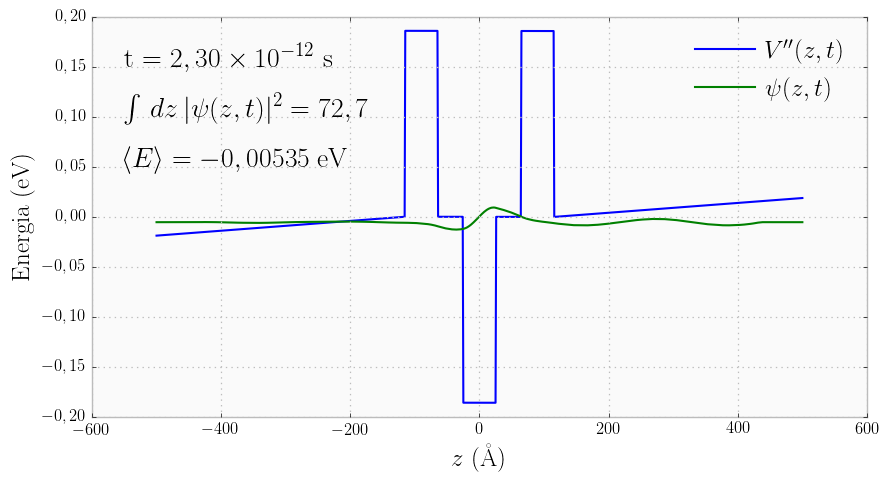 t = 2,30 × 10⁻¹² s
∫ dz |ψ(z,t)|² = 72,7
⟨E⟩ = −0,00535 eV
V''(z,t)
ψ(z,t)
Energia (eV)
0,20
0,15
0,10
0,05
0,00
−0,05
−0,10
−0,15
−0,20
−600 −400 −200 0 200 400 600
z (Å)